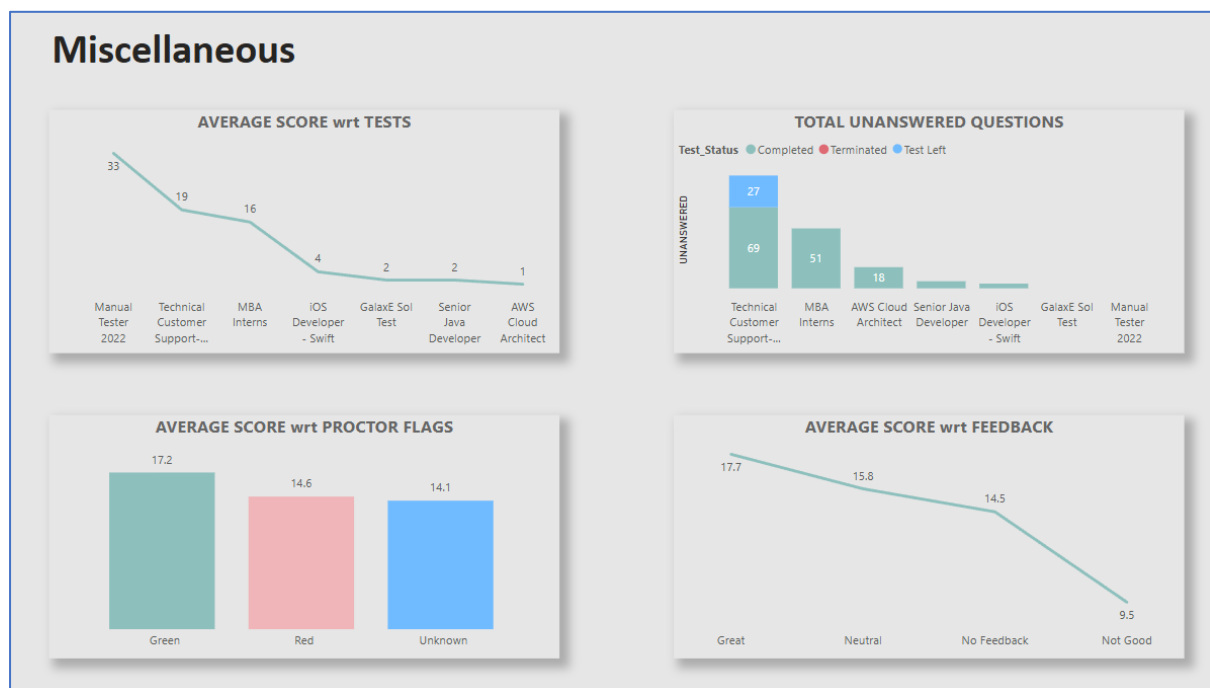 Miscellaneous
AVERAGE SCORE wrt TESTS
33
19
16
4
2
2
1
Manual
Tester
2022
Technical
Customer
Support-...
MBA
Interns
iOS
Developer
- Swift
GalaxE Sol
Test
Senior
Java
Developer
AWS
Cloud
Architect
TOTAL UNANSWERED QUESTIONS
Test_Status Completed Terminated Test Left
UNANSWERED
27
69
51
18
Technical
Customer
Support-...
MBA
Interns
AWS Cloud
Architect
Senior Java
Developer
iOS
Developer
- Swift
GalaxE Sol
Test
Manual
Tester
2022
AVERAGE SCORE wrt PROCTOR FLAGS
17.2
14.6
14.1
Green
Red
Unknown
AVERAGE SCORE wrt FEEDBACK
17.7
15.8
14.5
9.5
Great
Neutral
No Feedback
Not Good